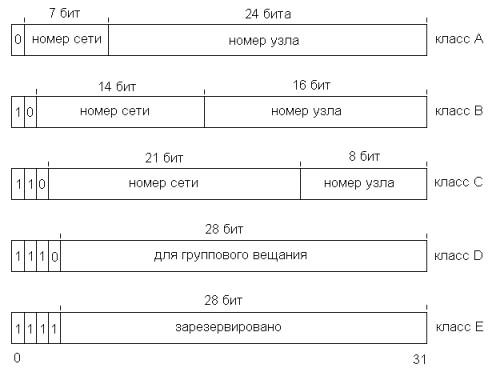 7 бит 24 бита
0 номер сети номер узла класс A
14 бит 16 бит
1 0 номер сети номер узла класс B
21 бит 8 бит
1 1 0 номер сети номер узла класс C
28 бит
1 1 1 0 для группового вещания класс D
28 бит
1 1 1 1 зарезервировано класс E
0 31